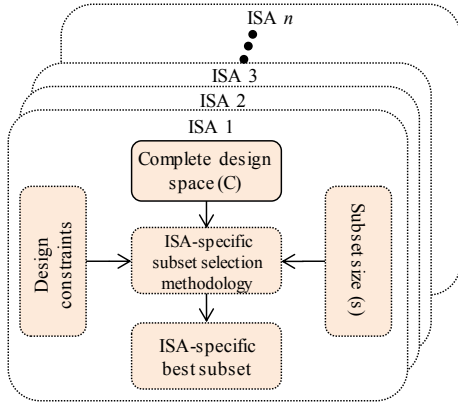 ISA n
ISA 3
ISA 2
ISA 1
Complete design
space (C)
Design
constraints
ISA-specific
subset selection
methodology
Subset size (s)
ISA-specific
best subset